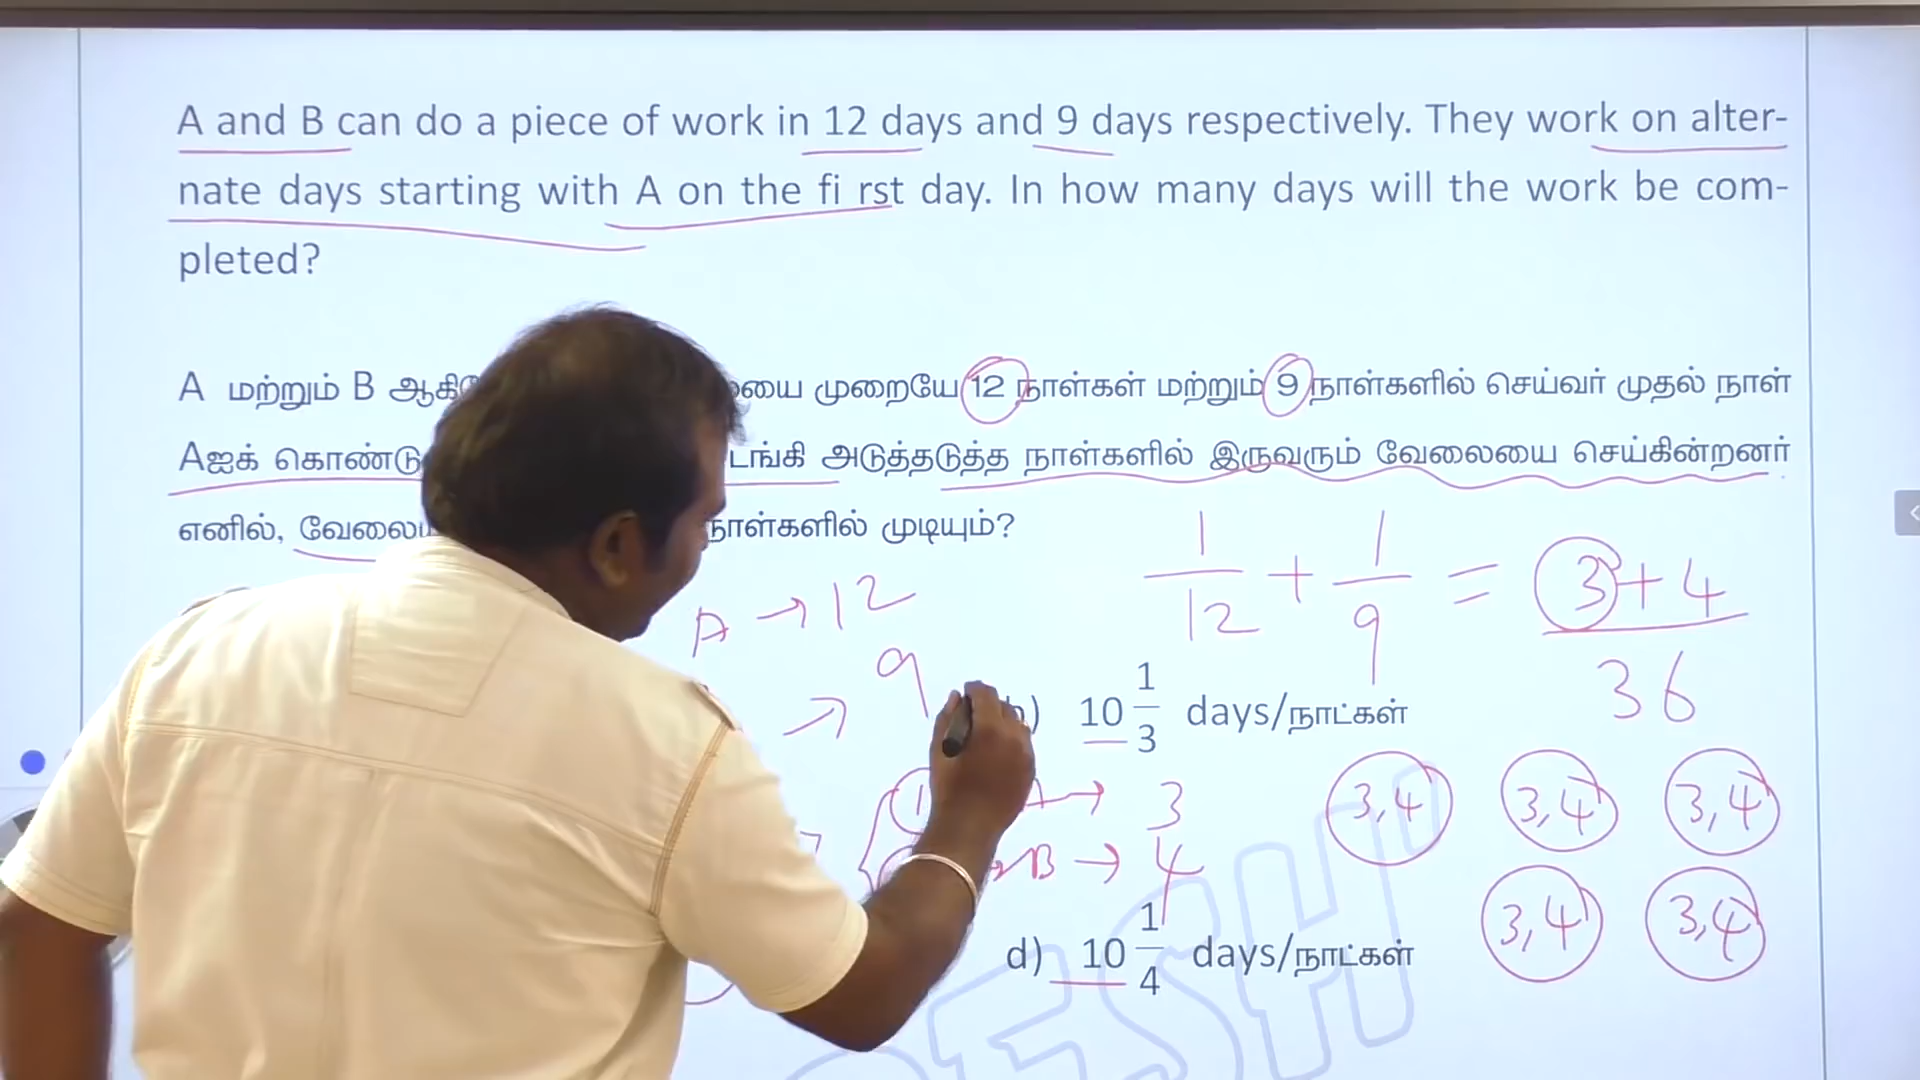 A and B can do a piece of work in 12 days and 9 days respectively. They work on alter-
nate days starting with A on the fi rst day. In how many days will the work be com-
pleted?
A மற்றும் B முறையே 12 நாள்கள் மற்றும் 9 நாள்களில் செய்வர் முதல் நாள்
Aஐக் கொண்டு அடுத்தடுத்த நாள்களில் இருவரும் வேலையை செய்கின்றனர்
எனில், நாள்களில் முடியும்?
1/12 + 1/9 = 3+4/36
A → 12
→ 9
b) 10 1/3 days/நாட்கள்
1 A → 3
B → 4
3,4 3,4 3,4
3,4 3,4
d) 10 1/4 days/நாட்கள்